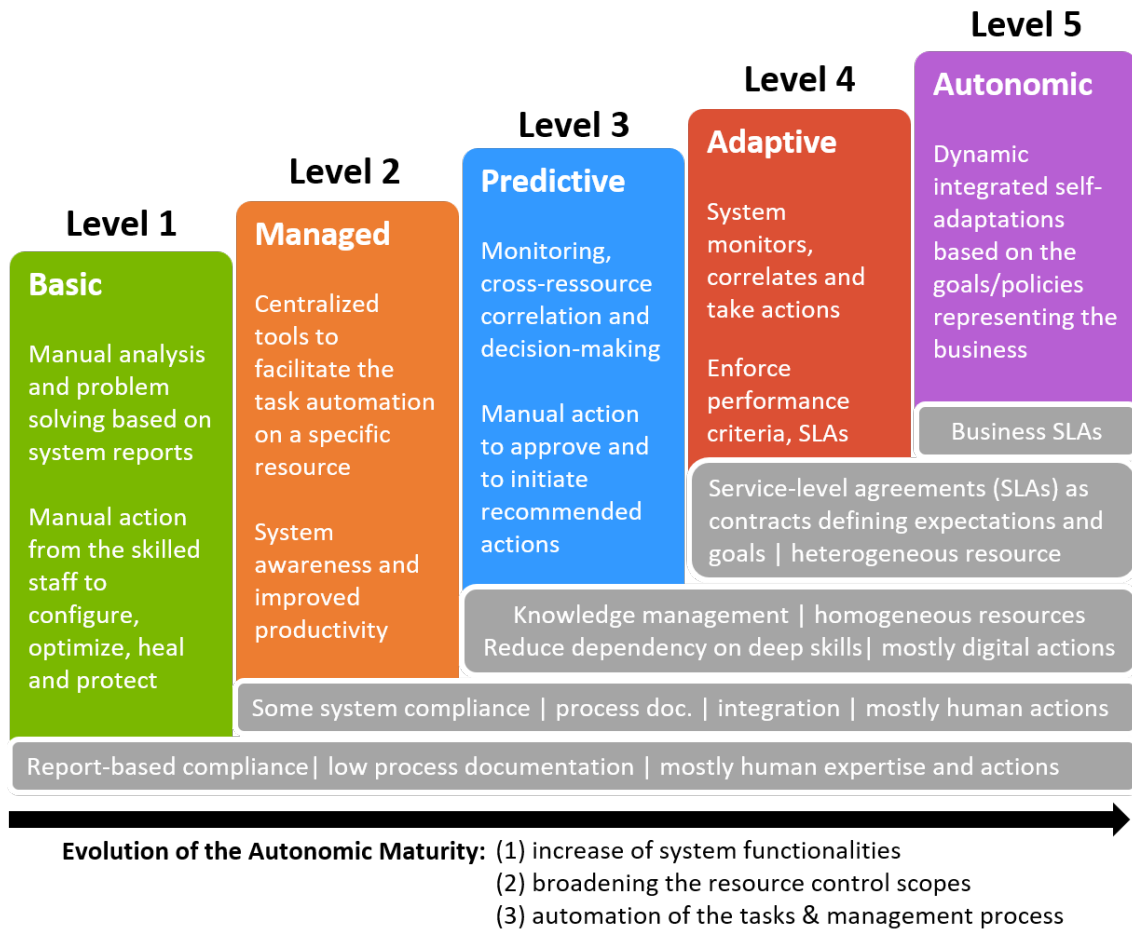 Level 1
Basic
Manual analysis
and problem
solving based on
system reports
Manual action
from the skilled
staff to
configure,
optimize, heal
and protect
Level 2
Managed
Centralized
tools to
facilitate the
task automation
on a specific
resource
System
awareness and
improved
productivity
Level 3
Predictive
Monitoring,
cross-ressource
correlation and
decision-making
Manual action
to approve and
to initiate
recommended
actions
Level 4
Adaptive
System
monitors,
correlates and
take actions
Enforce
performance
criteria, SLAs
Level 5
Autonomic
Dynamic
integrated self-
adaptations
based on the
goals/policies
representing the
business
Business SLAs
Service-level agreements (SLAs) as
contracts defining expectations and
goals | heterogeneous resource
Knowledge management | homogeneous resources
Reduce dependency on deep skills| mostly digital actions
Some system compliance | process doc. | integration | mostly human actions
Report-based compliance| low process documentation | mostly human expertise and actions
Evolution of the Autonomic Maturity: (1) increase of system functionalities
(2) broadening the resource control scopes
(3) automation of the tasks & management process